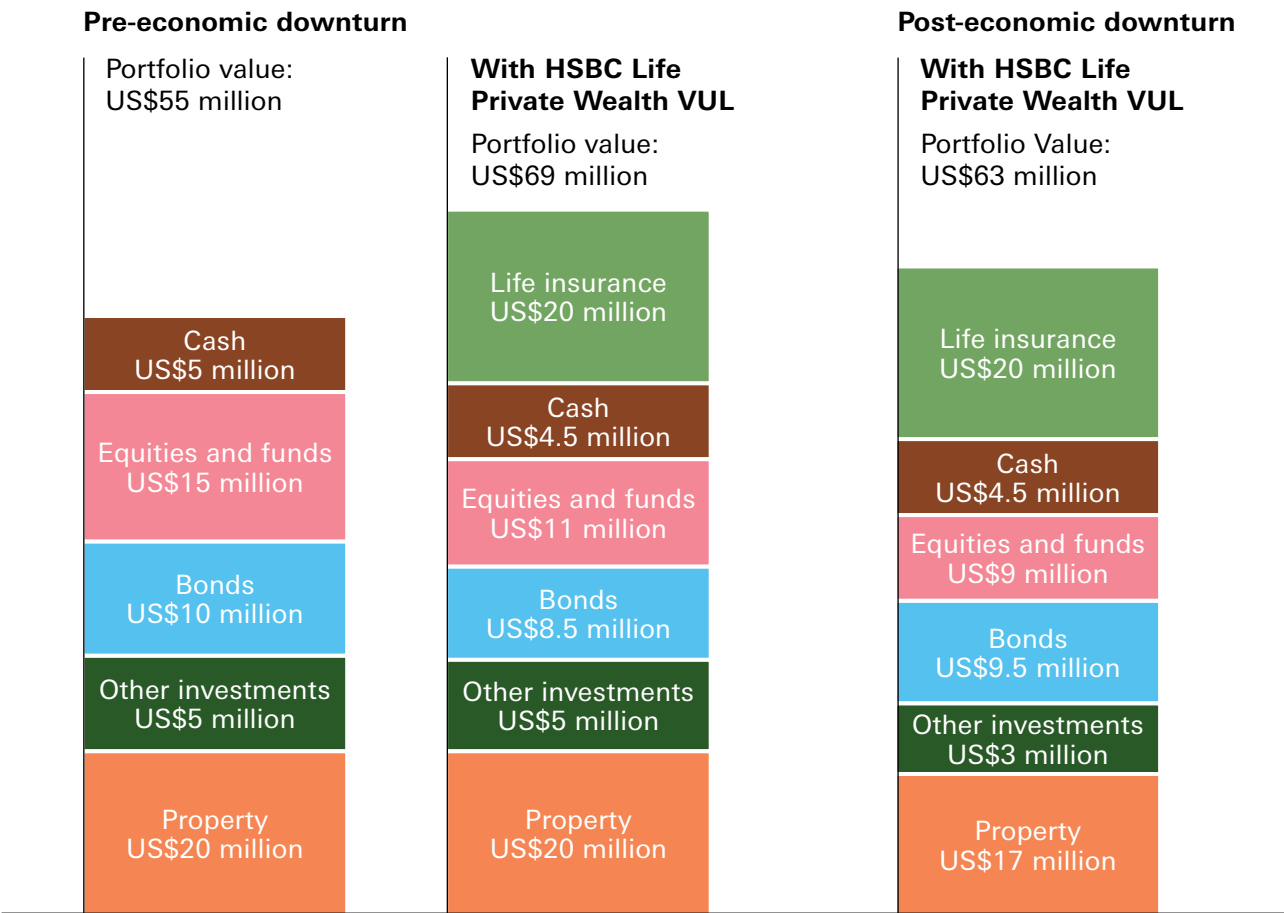 Pre-economic downturn
Portfolio value:
US$55 million
Cash
US$5 million
Equities and funds
US$15 million
Bonds
US$10 million
Other investments
US$5 million
Property
US$20 million
With HSBC Life
Private Wealth VUL
Portfolio value:
US$69 million
Life insurance
US$20 million
Cash
US$4.5 million
Equities and funds
US$11 million
Bonds
US$8.5 million
Other investments
US$5 million
Property
US$20 million
Post-economic downturn
With HSBC Life
Private Wealth VUL
Portfolio Value:
US$63 million
Life insurance
US$20 million
Cash
US$4.5 million
Equities and funds
US$9 million
Bonds
US$9.5 million
Other investments
US$3 million
Property
US$17 million